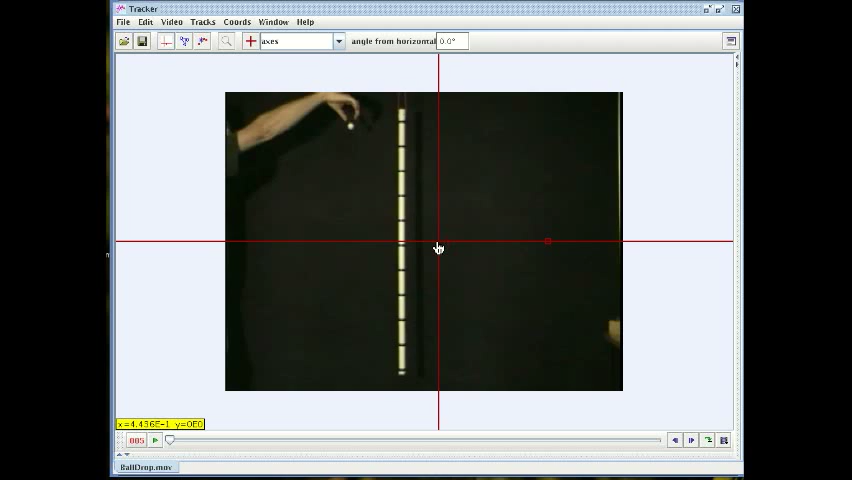 Tracker
File Edit Video Tracks Coords Window Help
axes angle from horizontal 0.0°
x=4.436E-1 y=0E0
005
BallDrop.mov